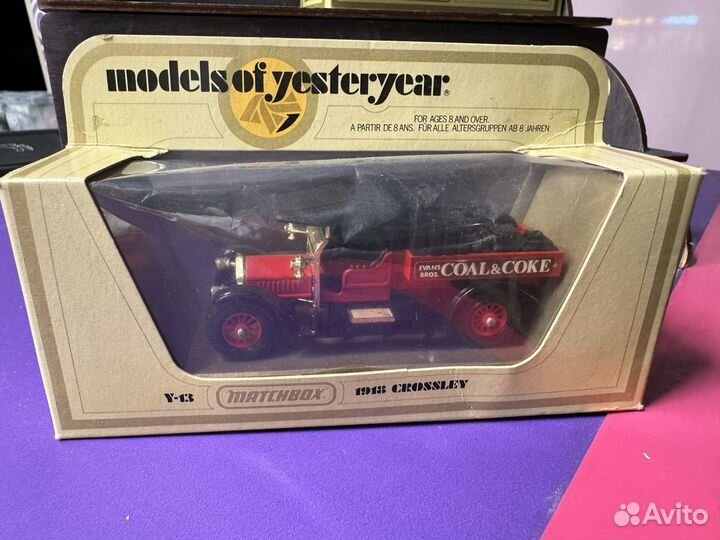 models of yesteryear®
FOR AGES 8 AND OVER.
A PARTIR DE 8 ANS. FÜR ALLE ALTERSGRUPPEN AB 8 JAHREN
EVANS BROS. COAL & COKE
Y-13 MATCHBOX 1918 CROSSLEY
Avito